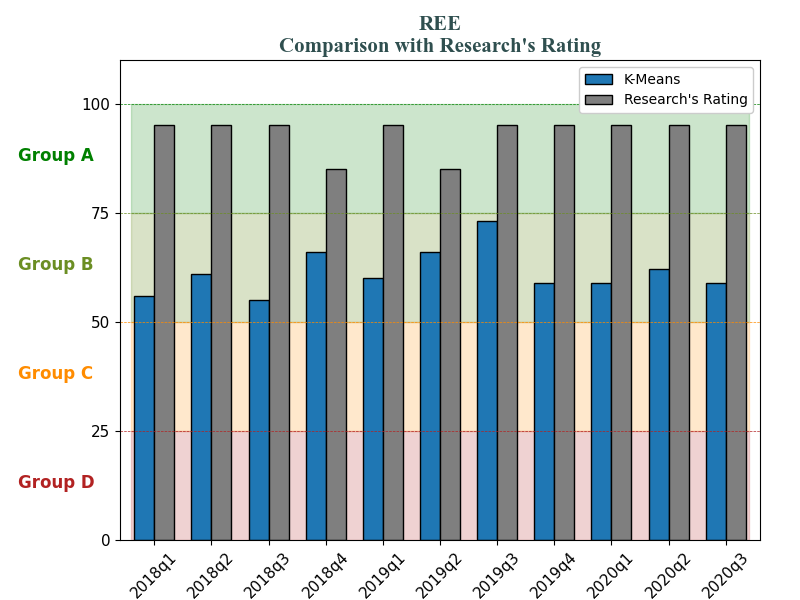 REE
Comparison with Research's Rating
K-Means
Research's Rating
100
Group A
75
Group B
50
Group C
25
Group D
0
2018q1 2018q2 2018q3 2018q4 2019q1 2019q2 2019q3 2019q4 2020q1 2020q2 2020q3